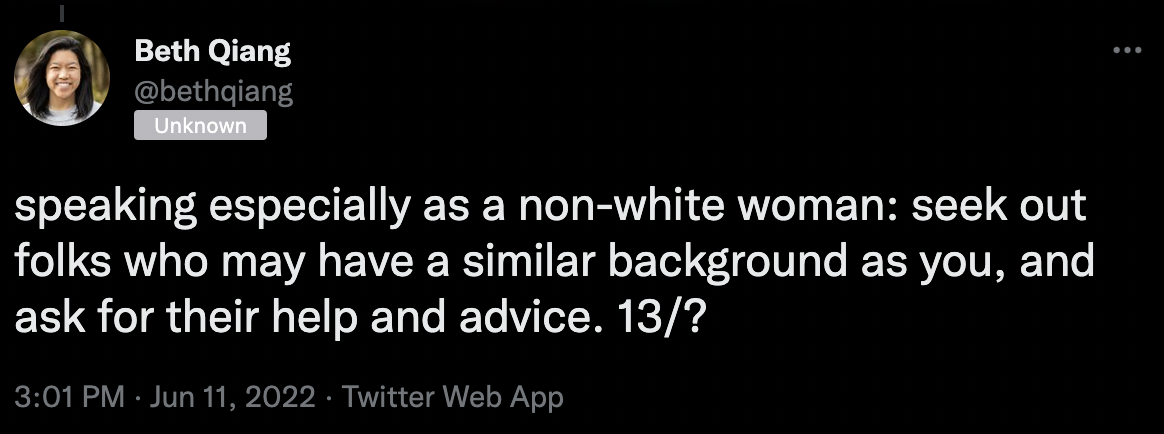 Beth Qiang
@bethqiang
Unknown
speaking especially as a non-white woman: seek out
folks who may have a similar background as you, and
ask for their help and advice. 13/?
3:01 PM · Jun 11, 2022 · Twitter Web App